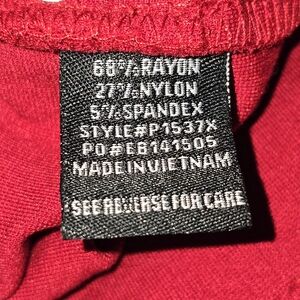 68% RAYON
27% NYLON
5% SPANDEX
STYLE#P1537X
PO#EB141505
MADE IN VIETNAM
SEE REVERSE FOR CARE